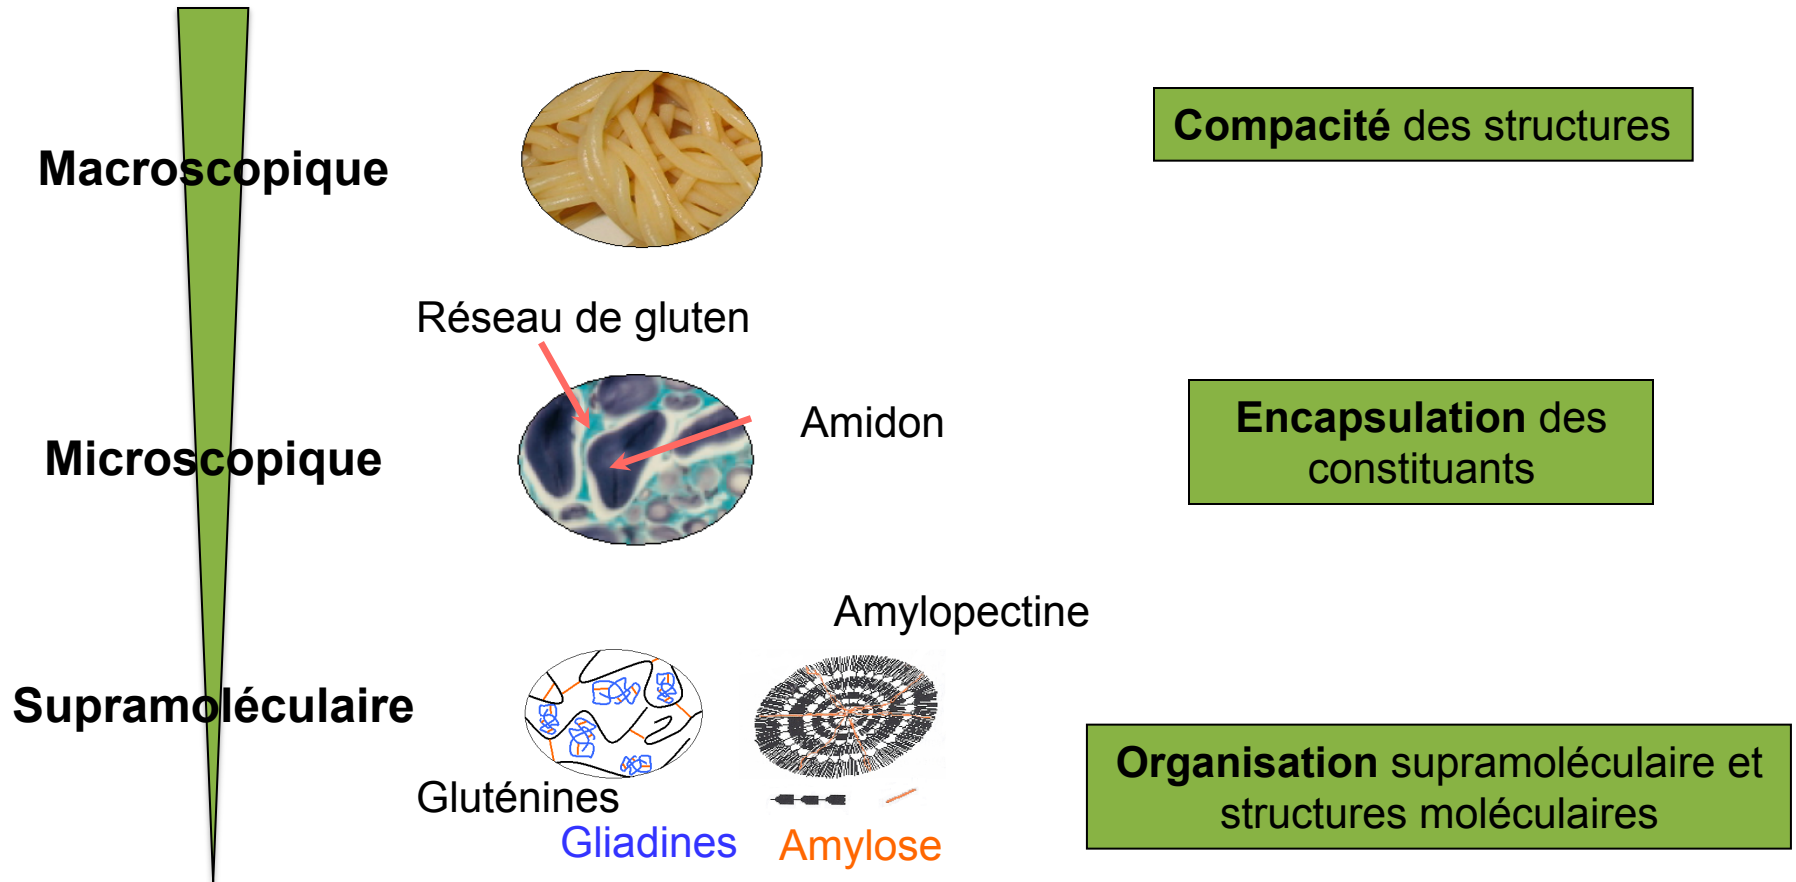 Macroscopique
Compacité des structures
Réseau de gluten
Microscopique
Amidon
Encapsulation des
constituants
Amylopectine
Supramoléculaire
Gluténines
Gliadines
Amylose
Organisation supramoléculaire et
structures moléculaires